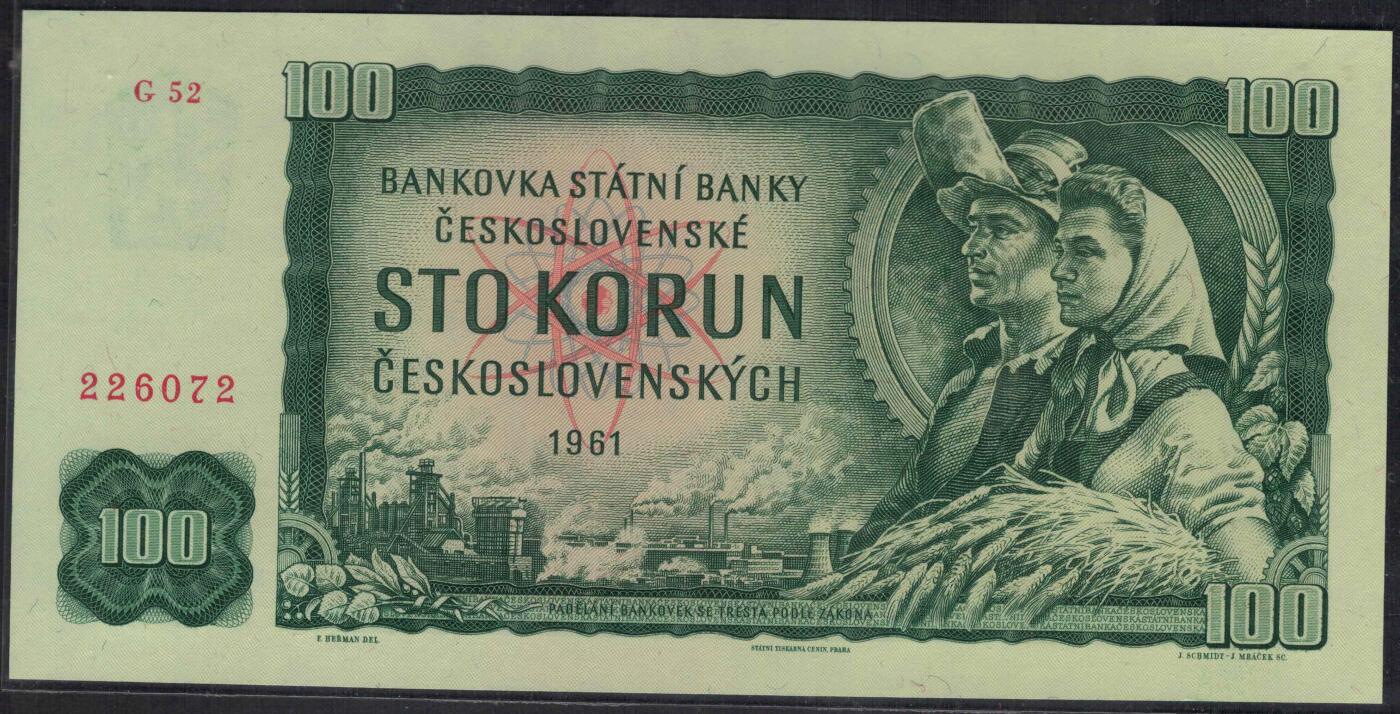 G 52
100
100
BANKOVKA STÁTNÍ BANKY
ČESKOSLOVENSKÉ
STO KORUN
ČESKOSLOVENSKÝCH
1961
226072
100
PADĚLÁNÍ BANKOVEK SE TRESTÁ PODLE ZÁKONA
100
F. HEŘMAN DEL.
STÁTNÍ TISKÁRNA CENIN, PRAHA
J. SCHMIDT - J. MRÁČEK SC.